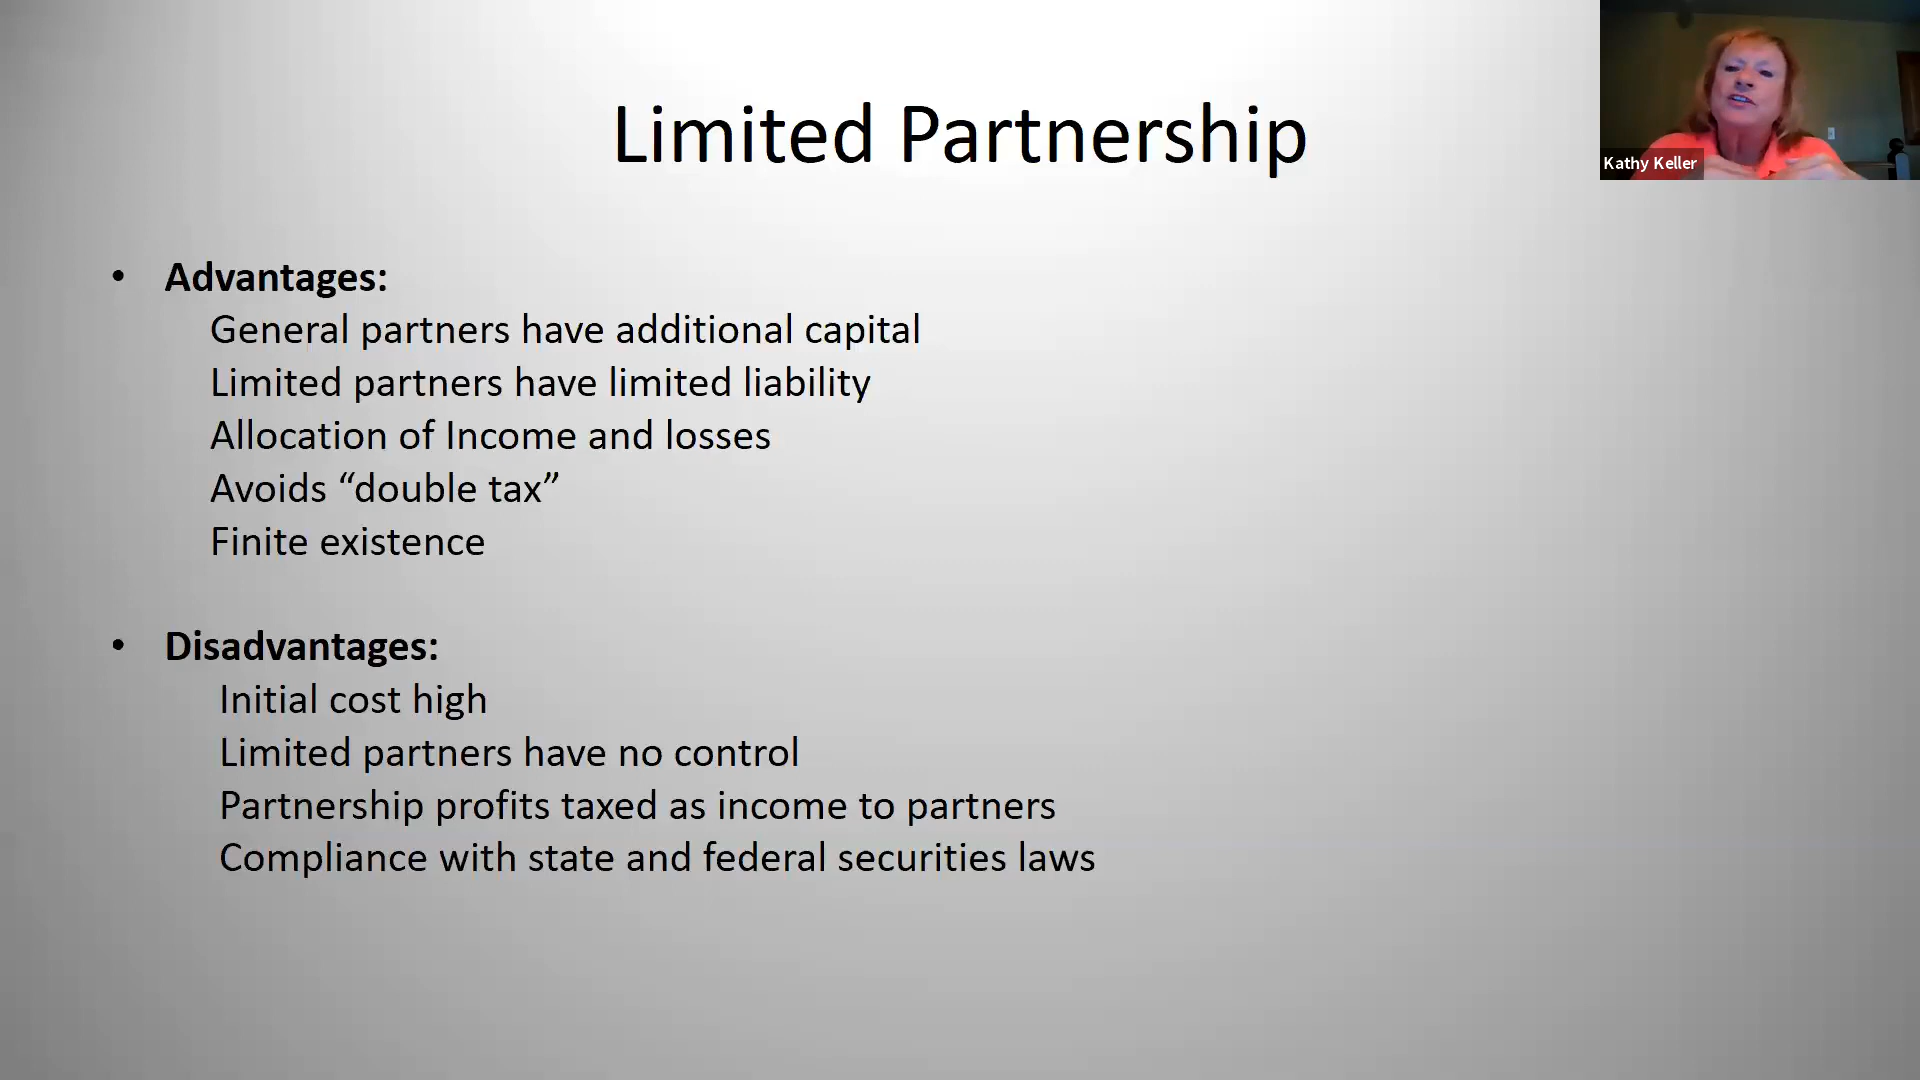 Limited Partnership
Kathy Keller
• Advantages:
General partners have additional capital
Limited partners have limited liability
Allocation of Income and losses
Avoids “double tax”
Finite existence
• Disadvantages:
Initial cost high
Limited partners have no control
Partnership profits taxed as income to partners
Compliance with state and federal securities laws